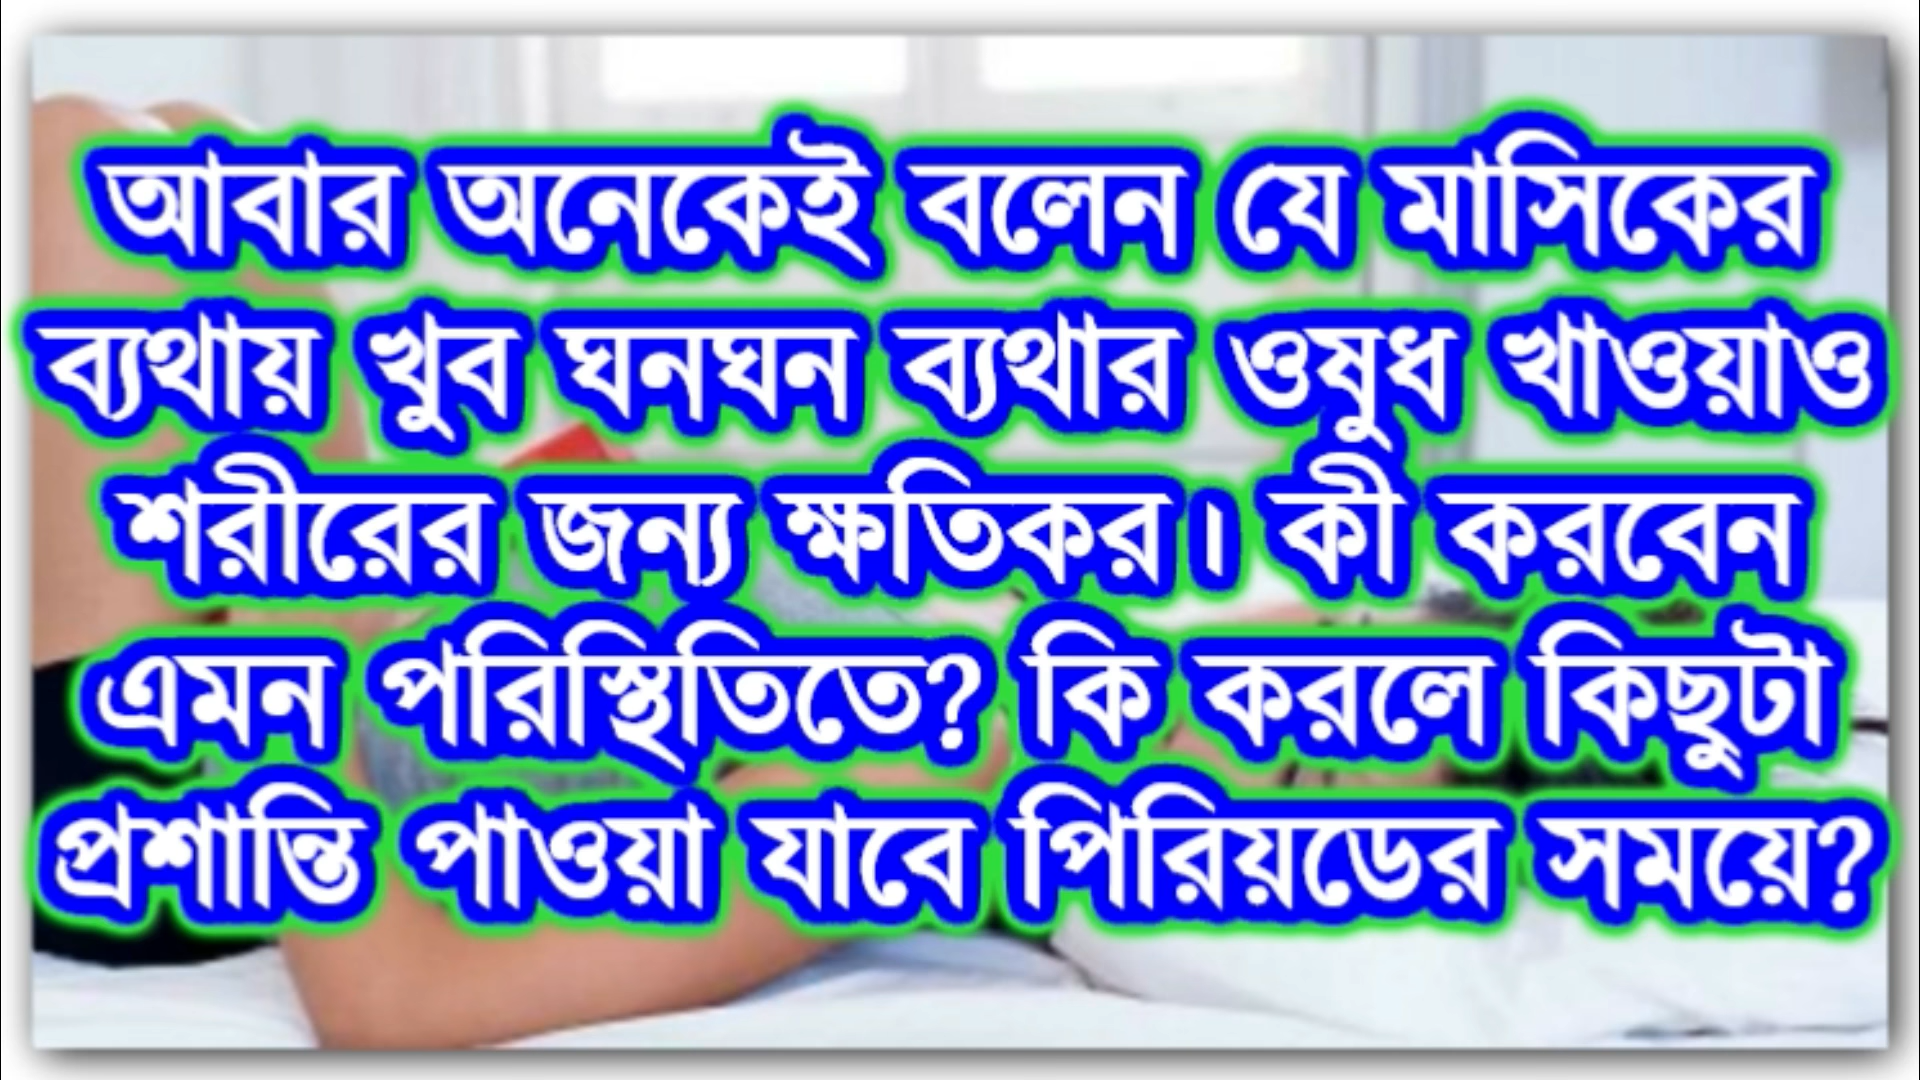 আবার অনেকেই বলেন যে মাসিকের
ব্যথায় খুব ঘনঘন ব্যথার ওষুধ খাওয়াও
শরীরের জন্য ক্ষতিকর। কী করবেন
এমন পরিস্থিতিতে? কি করলে কিছুটা
প্রশান্তি পাওয়া যাবে পিরিয়ডের সময়ে?